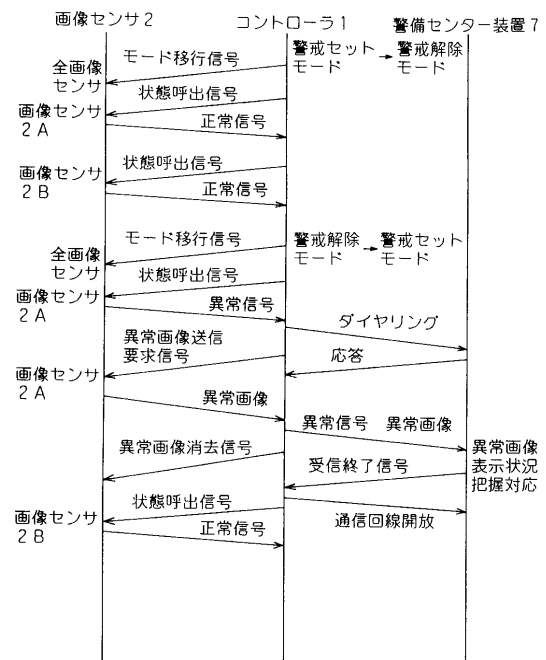 画像センサ2　コントローラ1　警備センター装置7
モード移行信号
警戒セット
モード
→
警戒解除
モード
全画像
センサ
状態呼出信号
画像センサ
2A
正常信号
状態呼出信号
画像センサ
2B
正常信号
モード移行信号
警戒解除
モード
→
警戒セット
モード
全画像
センサ
状態呼出信号
画像センサ
2A
異常信号
ダイヤリング
異常画像送信
要求信号
応答
画像センサ
2A
異常画像
異常信号　異常画像
異常画像消去信号
異常画像
表示状況
把握対応
受信終了信号
状態呼出信号
通信回線開放
画像センサ
2B
正常信号